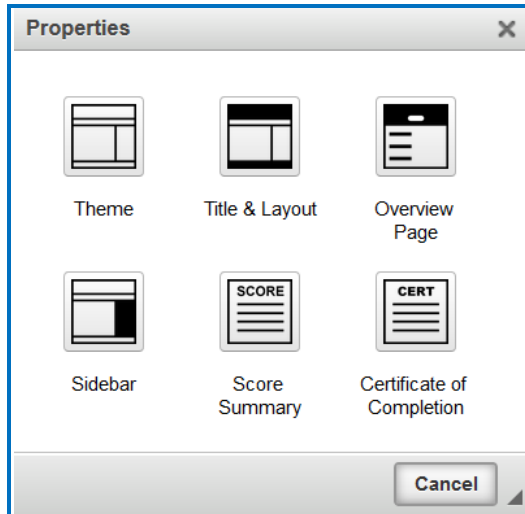 Properties
Theme
Title & Layout
Overview
Page
SCORE
CERT
Sidebar
Score
Summary
Certificate of
Completion
Cancel